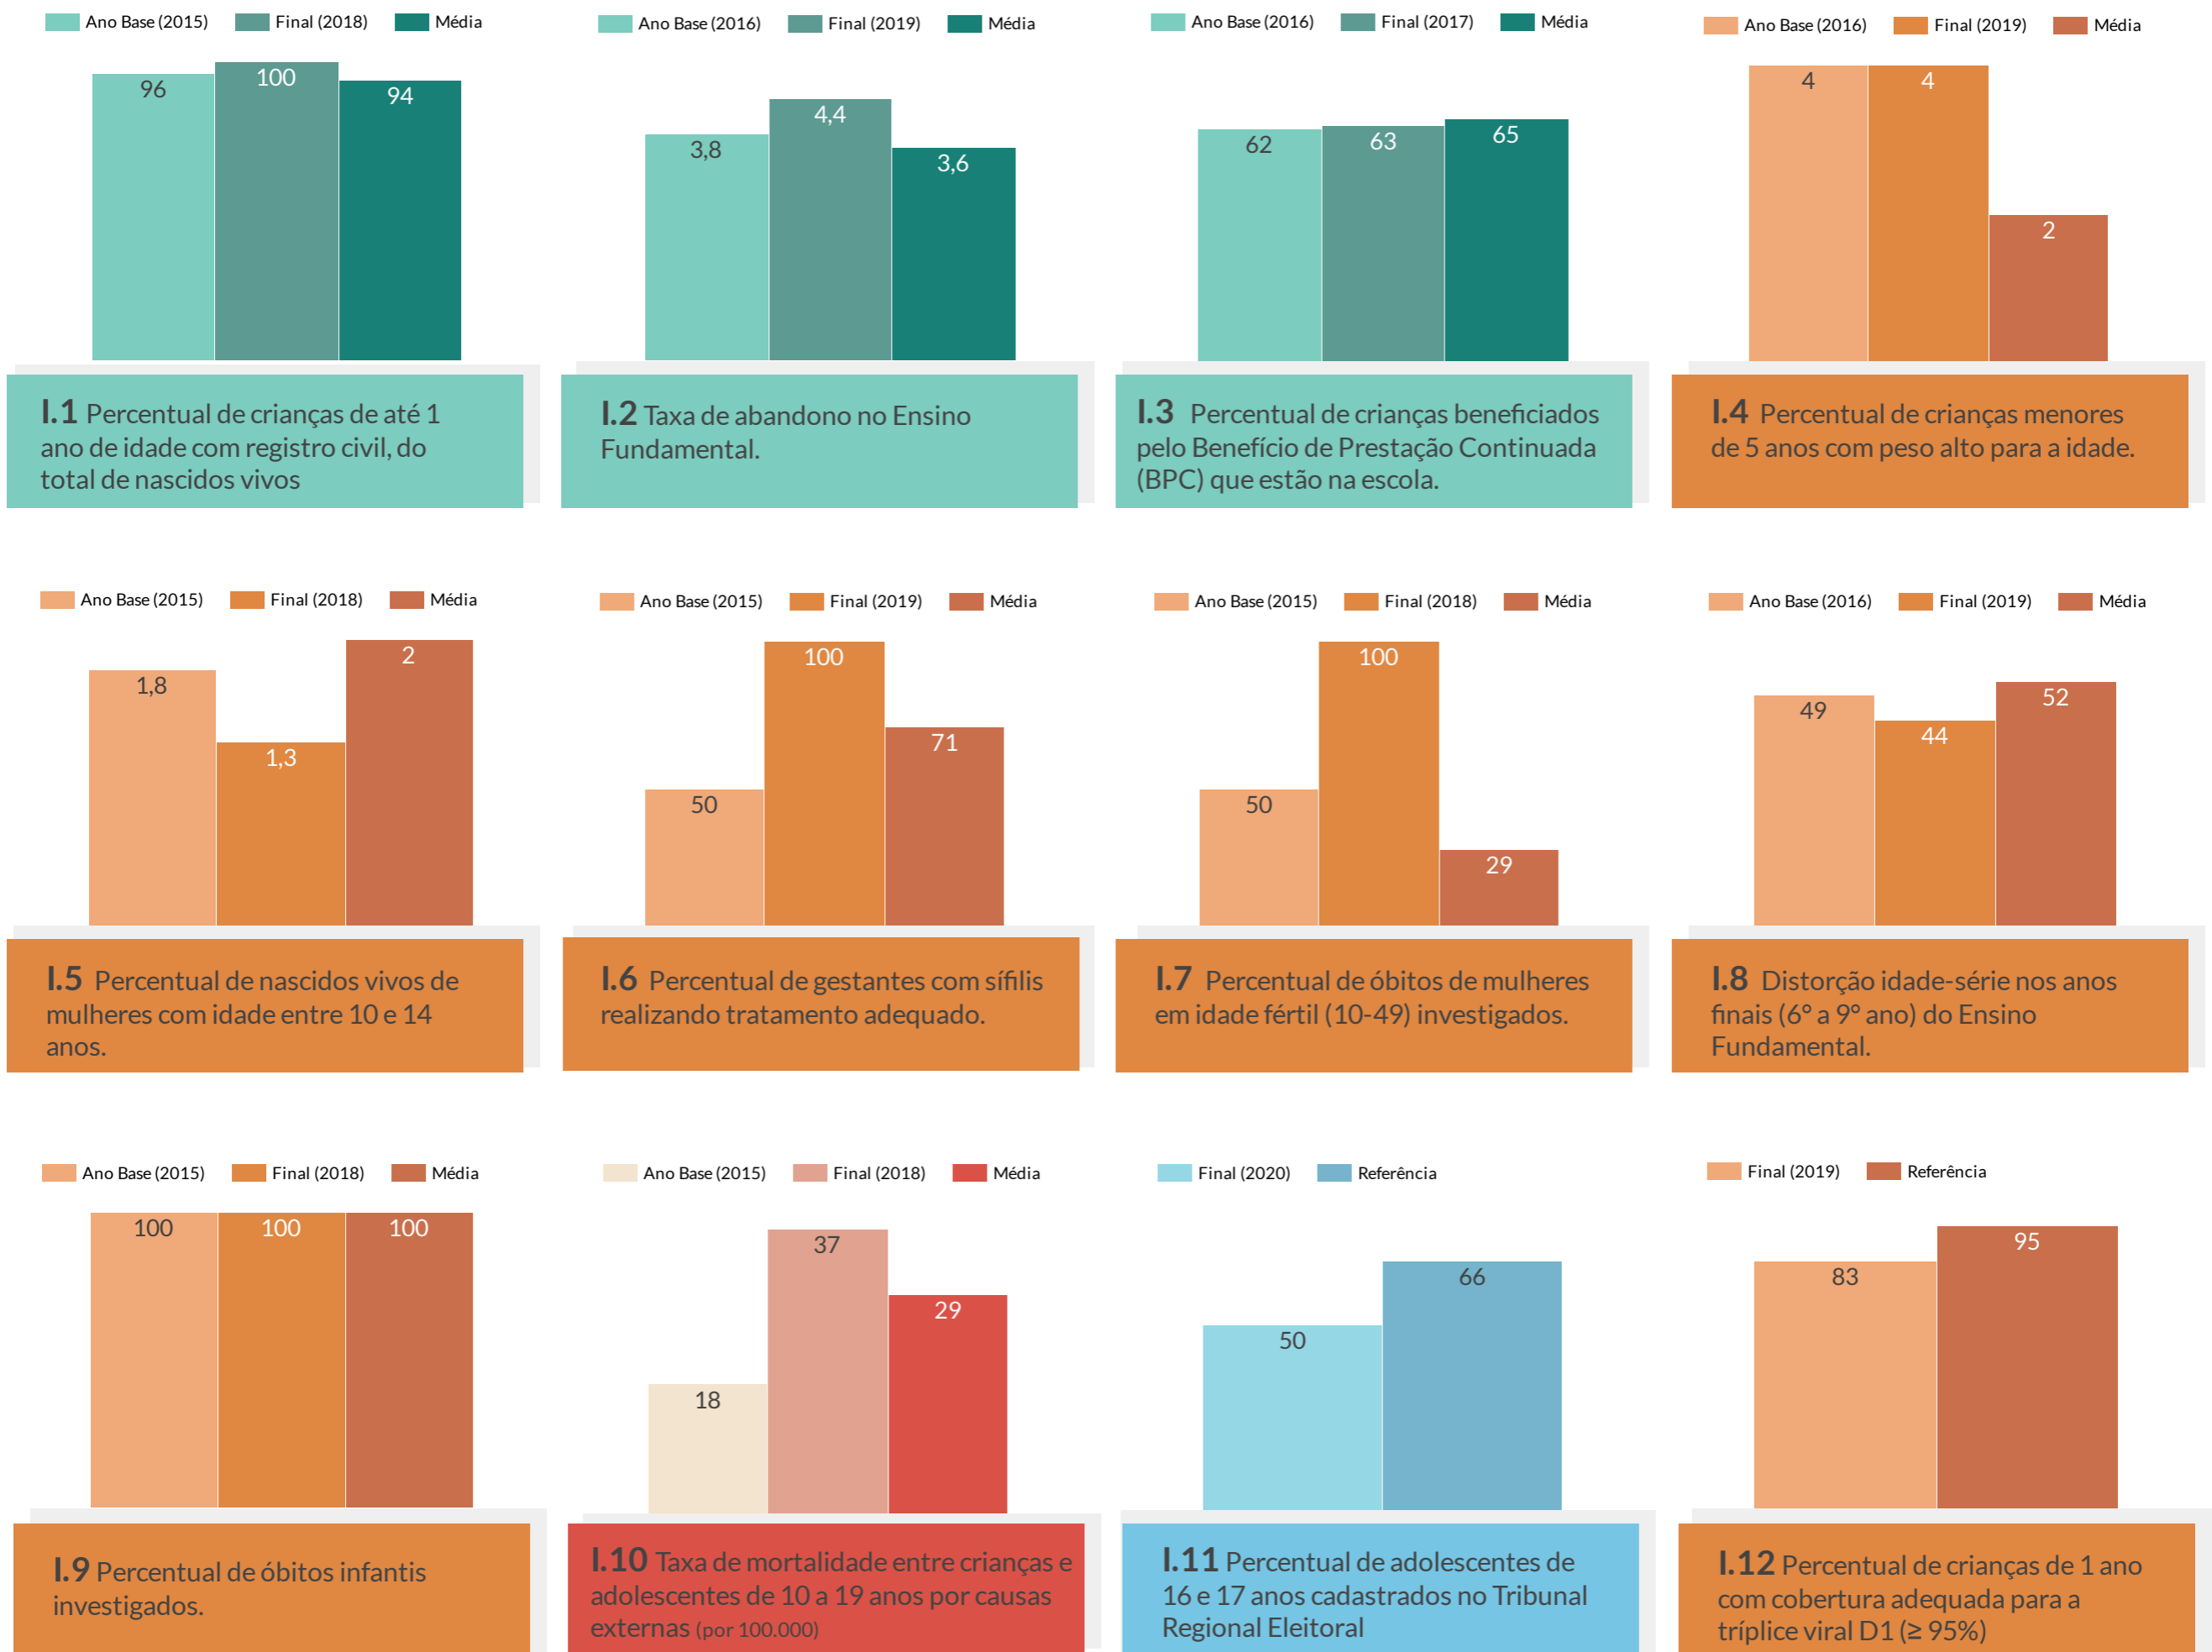 Ano Base (2015) Final (2018) Média
96
100
94
I.1 Percentual de crianças de até 1
ano de idade com registro civil, do
total de nascidos vivos
Ano Base (2016) Final (2019) Média
3,8
4,4
3,6
I.2 Taxa de abandono no Ensino
Fundamental.
Ano Base (2016) Final (2017) Média
62
63
65
I.3 Percentual de crianças beneficiados
pelo Benefício de Prestação Continuada
(BPC) que estão na escola.
Ano Base (2016) Final (2019) Média
4
4
2
I.4 Percentual de crianças menores
de 5 anos com peso alto para a idade.
Ano Base (2015) Final (2018) Média
1,8
1,3
2
I.5 Percentual de nascidos vivos de
mulheres com idade entre 10 e 14
anos.
Ano Base (2015) Final (2019) Média
50
100
71
I.6 Percentual de gestantes com sífilis
realizando tratamento adequado.
Ano Base (2015) Final (2018) Média
50
100
29
I.7 Percentual de óbitos de mulheres
em idade fértil (10-49) investigados.
Ano Base (2016) Final (2019) Média
49
44
52
I.8 Distorção idade-série nos anos
finais (6° a 9° ano) do Ensino
Fundamental.
Ano Base (2015) Final (2018) Média
100
100
100
I.9 Percentual de óbitos infantis
investigados.
Ano Base (2015) Final (2018) Média
18
37
29
I.10 Taxa de mortalidade entre crianças e
adolescentes de 10 a 19 anos por causas
externas (por 100.000)
Final (2020) Referência
50
66
I.11 Percentual de adolescentes de
16 e 17 anos cadastrados no Tribunal
Regional Eleitoral
Final (2019) Referência
83
95
I.12 Percentual de crianças de 1 ano
com cobertura adequada para a
tríplice viral D1 (≥ 95%)